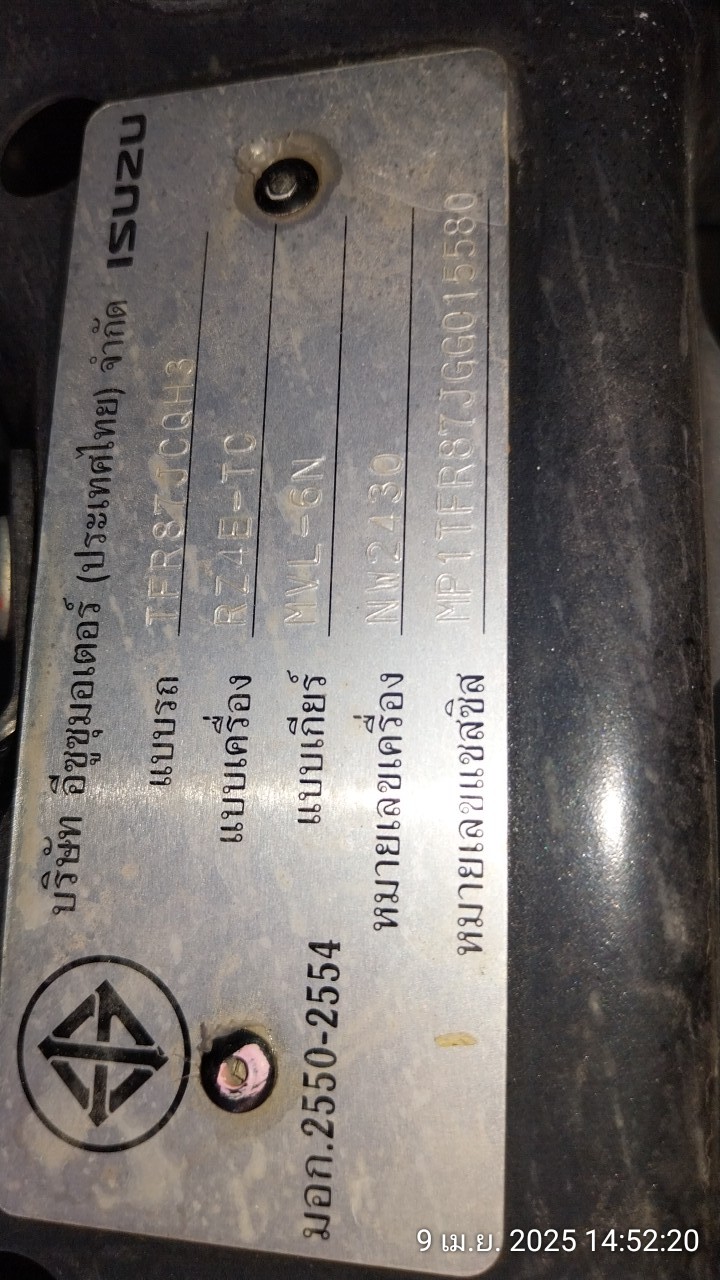 บริษัท อีซูซุมอเตอร์ (ประเทศไทย) จำกัด ISUZU
แบบรถ TFR87JCQH3
แบบเครื่อง RZ4E-TC
แบบเกียร์ MVL-6N
หมายเลขเครื่อง NW2430
หมายเลขแชสซิส MP1TFR87JGG015580
มอก.2550-2554
9 เม.ย. 2025 14:52:20